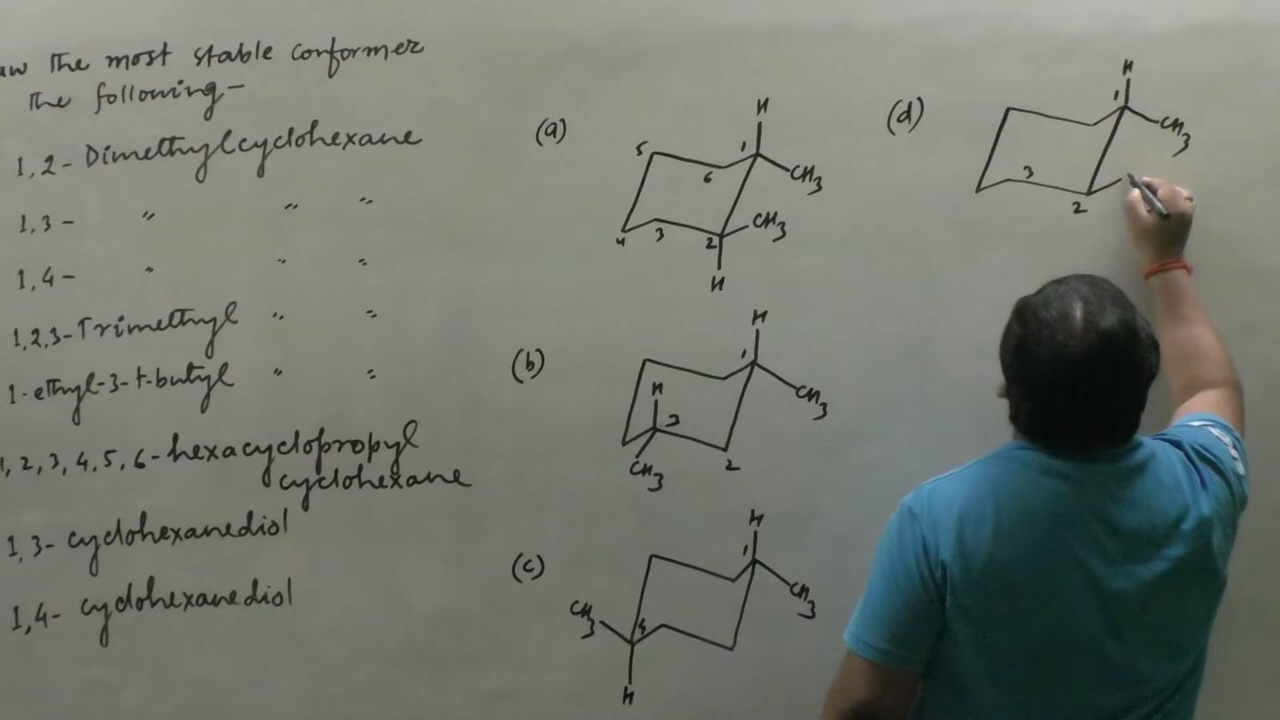 the most stable conformer
the following-
1,2- Dimethylcyclohexane
1,3- " " "
1,4- " " "
1,2,3-Trimethyl " "
1-ethyl-3-t-butyl " "
1, 2, 3, 4, 5, 6-hexacyclopropyl
cyclohexane
1,3- cyclohexanediol
1,4- cyclohexanediol
(a)
H
5
1
6
CH3
CH3
4
3
2
H
(b)
H
1
H
3
CH3
CH3
2
(c)
H
1
CH3
CH3
4
H
(d)
H
1
CH3
3
2